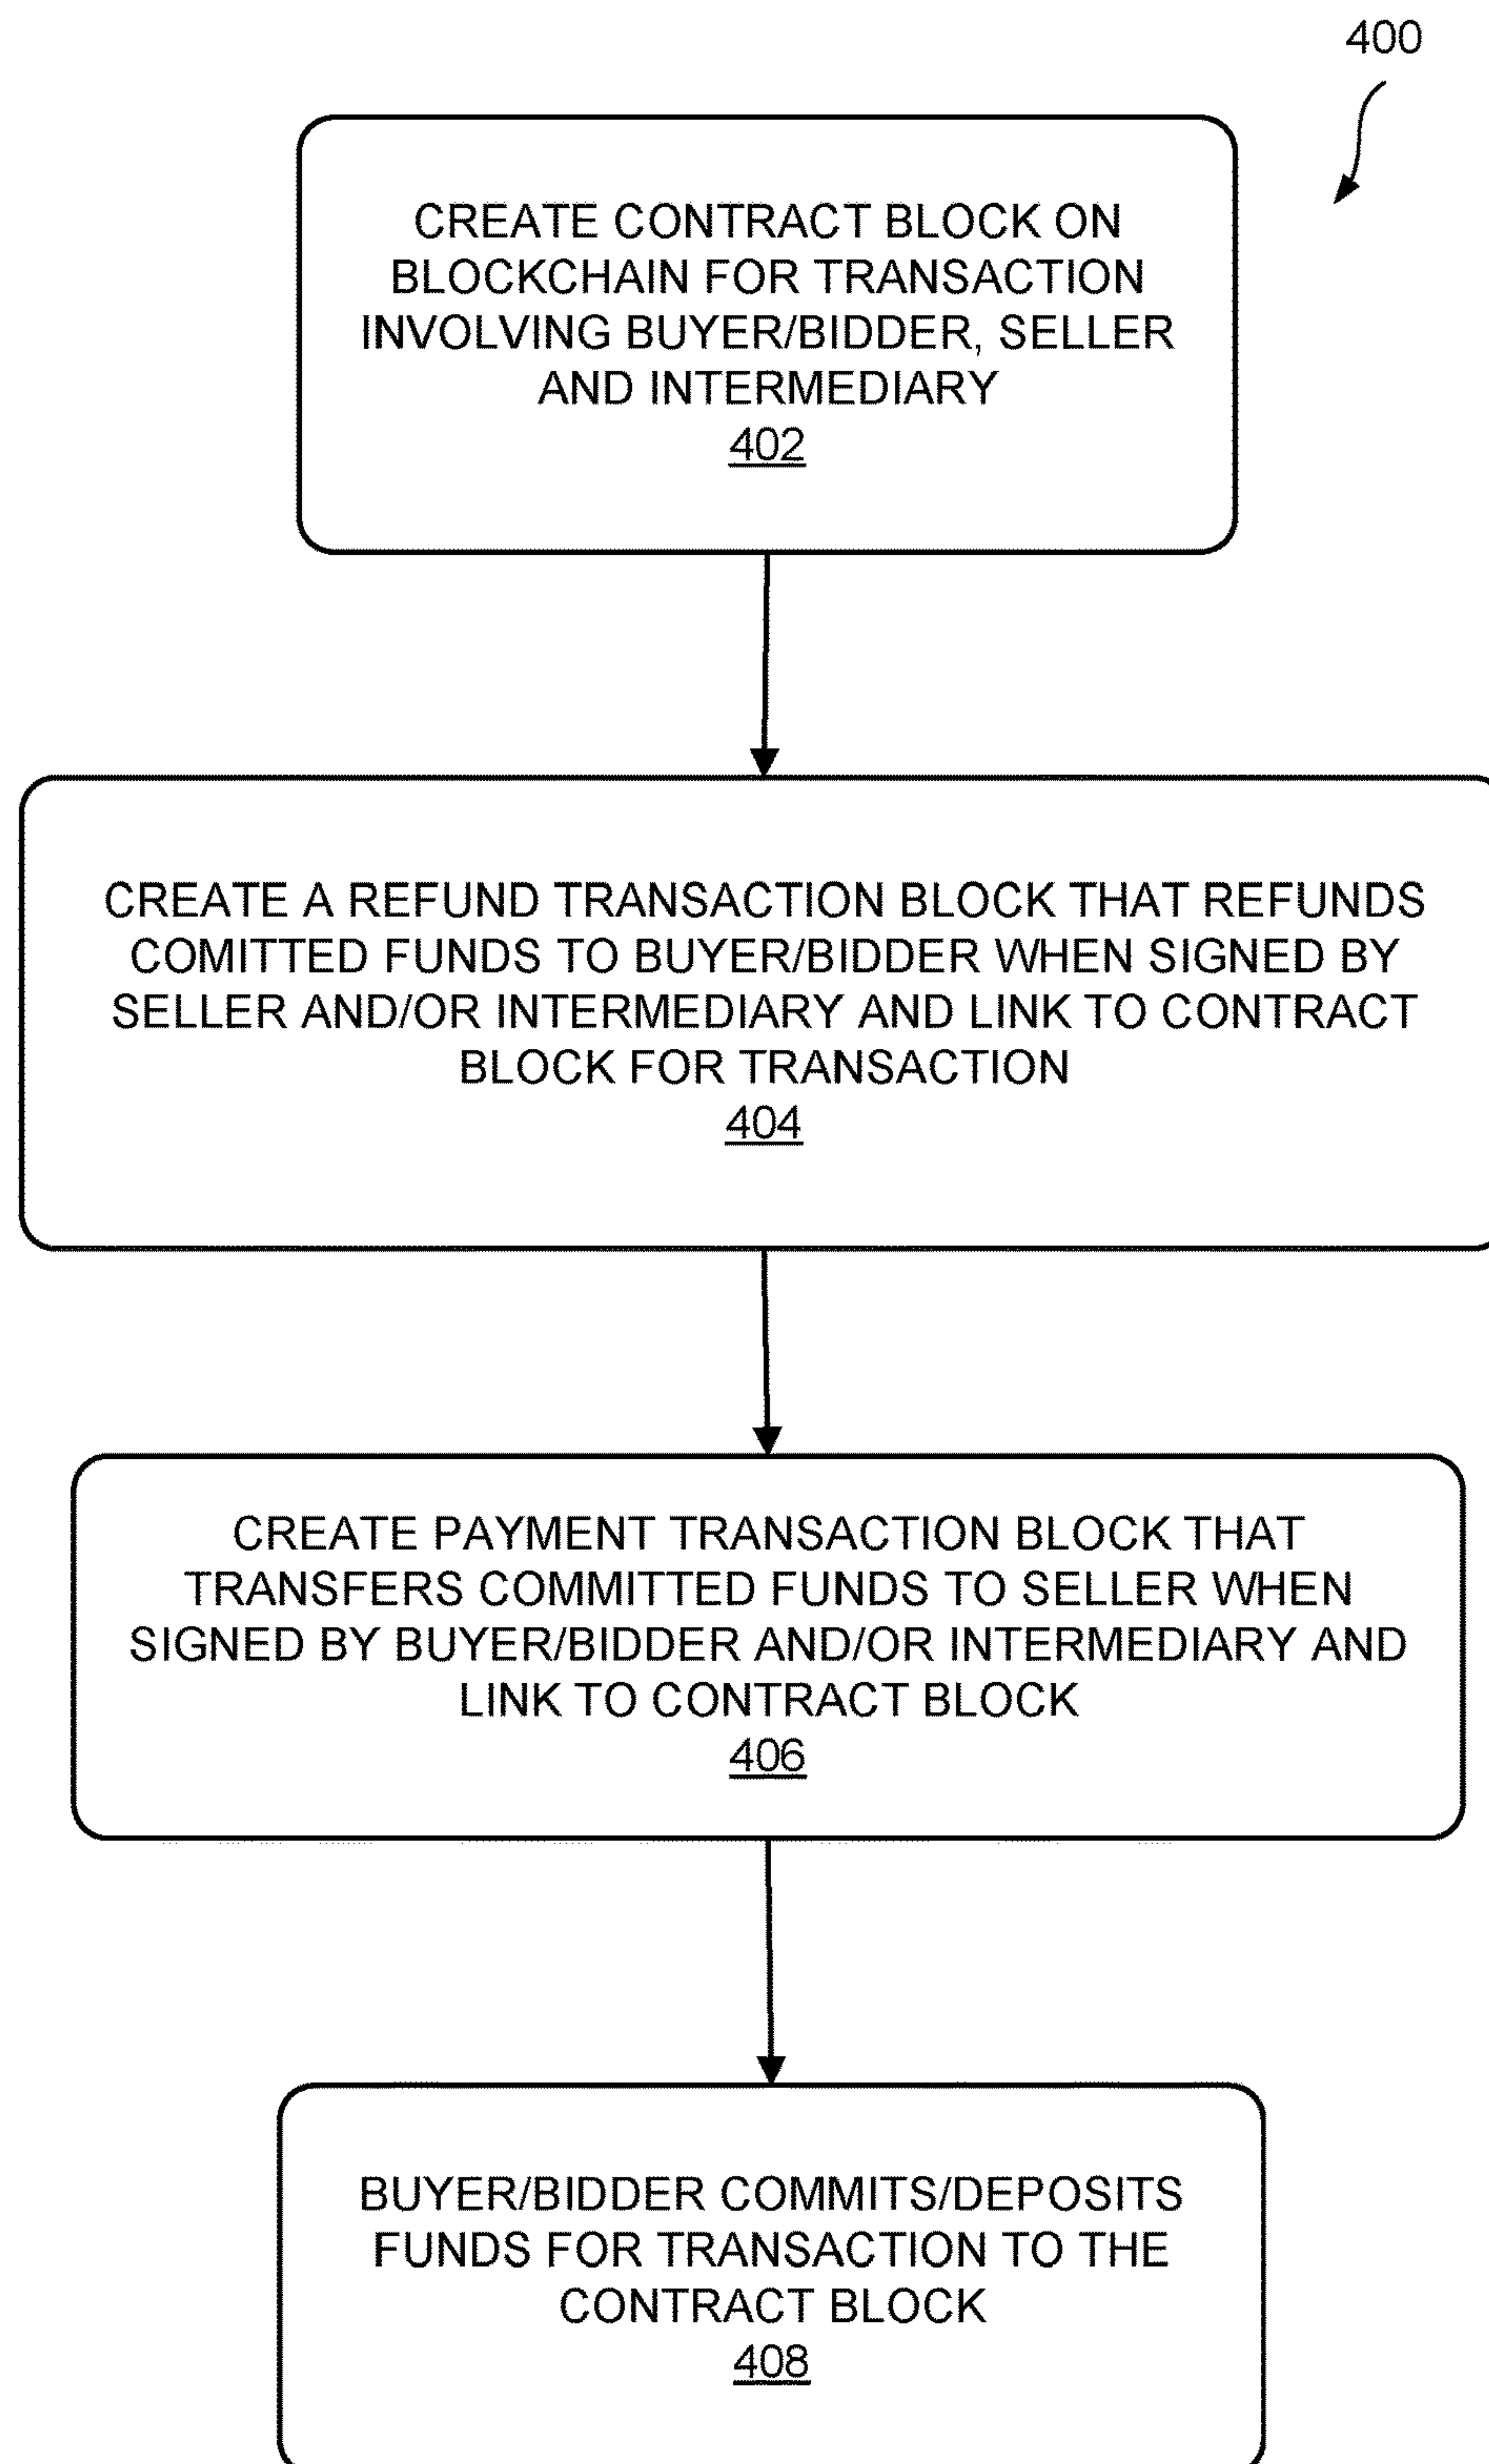 400
CREATE CONTRACT BLOCK ON
BLOCKCHAIN FOR TRANSACTION
INVOLVING BUYER/BIDDER, SELLER
AND INTERMEDIARY
402
CREATE A REFUND TRANSACTION BLOCK THAT REFUNDS
COMITTED FUNDS TO BUYER/BIDDER WHEN SIGNED BY
SELLER AND/OR INTERMEDIARY AND LINK TO CONTRACT
BLOCK FOR TRANSACTION
404
CREATE PAYMENT TRANSACTION BLOCK THAT
TRANSFERS COMMITTED FUNDS TO SELLER WHEN
SIGNED BY BUYER/BIDDER AND/OR INTERMEDIARY AND
LINK TO CONTRACT BLOCK
406
BUYER/BIDDER COMMITS/DEPOSITS
FUNDS FOR TRANSACTION TO THE
CONTRACT BLOCK
408